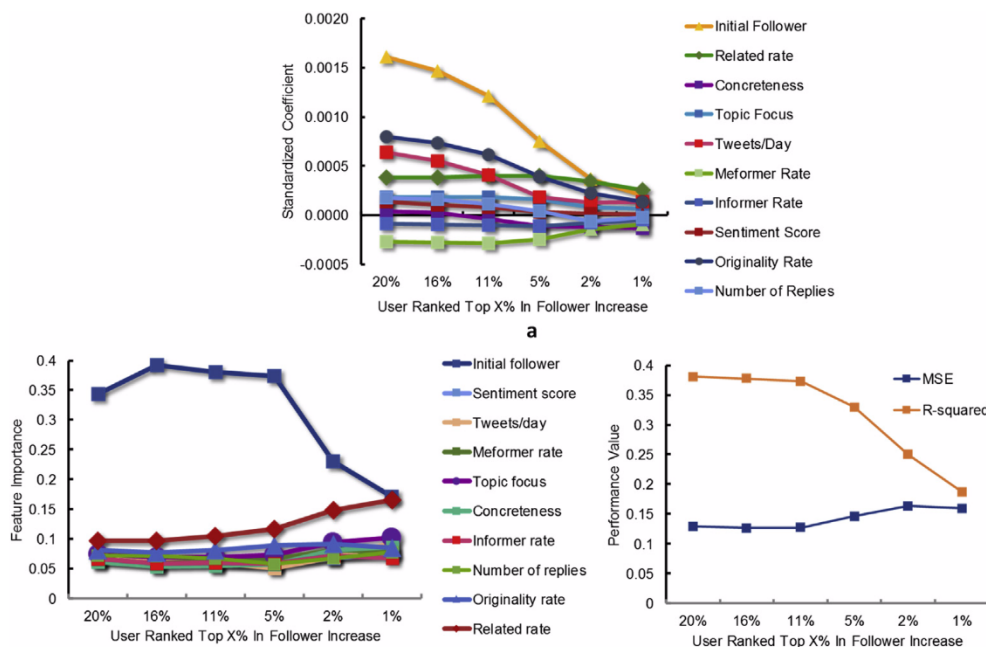 0.0020
0.0015
0.0010
0.0005
0.0000
-0.0005
Standardized Coefficient
20% 16% 11% 5% 2% 1%
User Ranked Top X% In Follower Increase
Initial Follower
Related rate
Concreteness
Topic Focus
Tweets/Day
Meformer Rate
Informer Rate
Sentiment Score
Originality Rate
Number of Replies
a
0.4
0.35
0.3
0.25
0.2
0.15
0.1
0.05
0
Feature Importance
20% 16% 11% 5% 2% 1%
User Ranked Top X% In Follower Increase
Initial follower
Sentiment score
Tweets/day
Meformer rate
Topic focus
Concreteness
Informer rate
Number of replies
Originality rate
Related rate
0.4
0.35
0.3
0.25
0.2
0.15
0.1
0.05
0
Performance Value
20% 16% 11% 5% 2% 1%
User Ranked Top X% In Follower Increase
MSE
R-squared